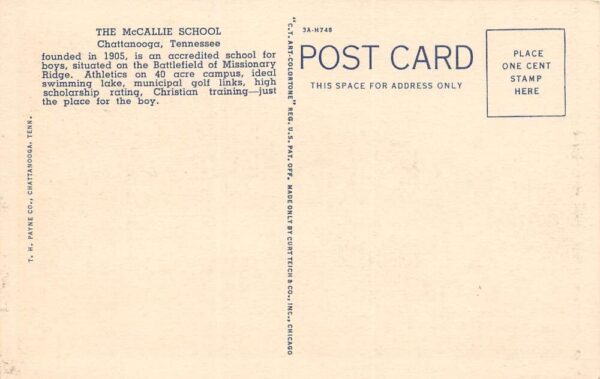 THE McCALLIE SCHOOL
Chattanooga, Tennessee
founded in 1905, is an accredited school for
boys, situated on the Battlefield of Missionary
Ridge. Athletics on 40 acre campus, ideal
swimming lake, municipal golf links, high
scholarship rating, Christian training—just
the place for the boy.
T. H. PAYNE CO., CHATTANOOGA, TENN.
"C. T. ART-COLORTONE" REG. U. S. PAT. OFF. MADE ONLY BY CURT TEICH & CO., INC., CHICAGO
3A-H748
POST CARD
THIS SPACE FOR ADDRESS ONLY
PLACE
ONE CENT
STAMP
HERE